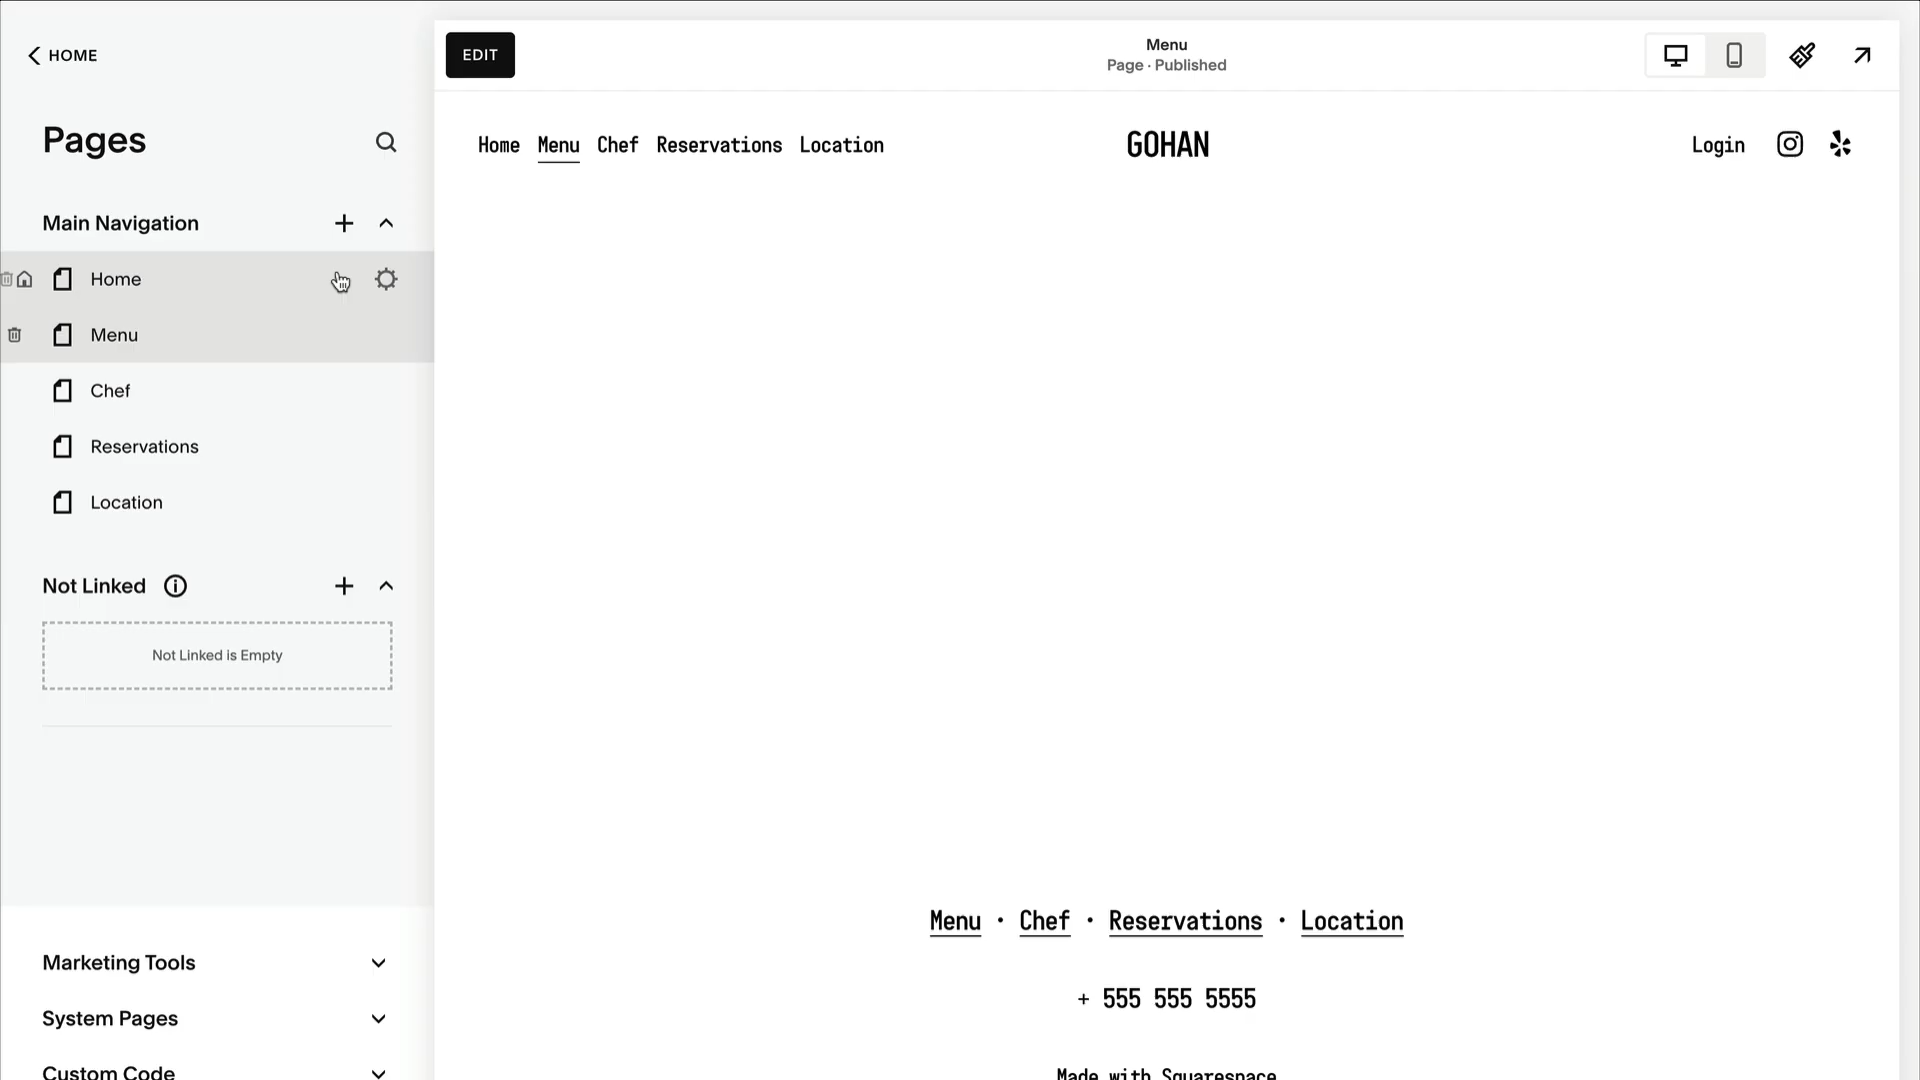 HOME
Pages
Main Navigation
Home
Menu
Chef
Reservations
Location
Not Linked
Not Linked is Empty
Marketing Tools
System Pages
Custom Code
EDIT
Menu
Page · Published
Home Menu Chef Reservations Location
GOHAN
Login
Menu · Chef · Reservations · Location
+ 555 555 5555
Made with Squarespace